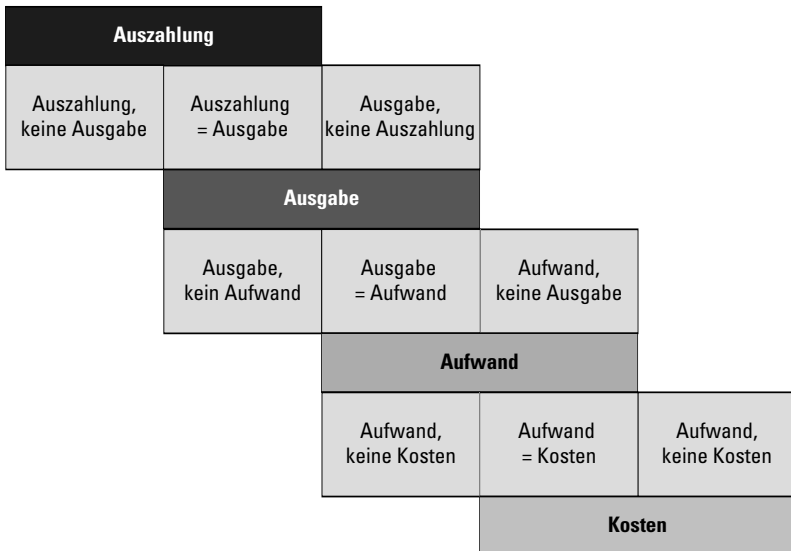 Auszahlung
Auszahlung,
keine Ausgabe
Auszahlung
= Ausgabe
Ausgabe,
keine Auszahlung
Ausgabe
Ausgabe,
kein Aufwand
Ausgabe
= Aufwand
Aufwand,
keine Ausgabe
Aufwand
Aufwand,
keine Kosten
Aufwand
= Kosten
Aufwand,
keine Kosten
Kosten